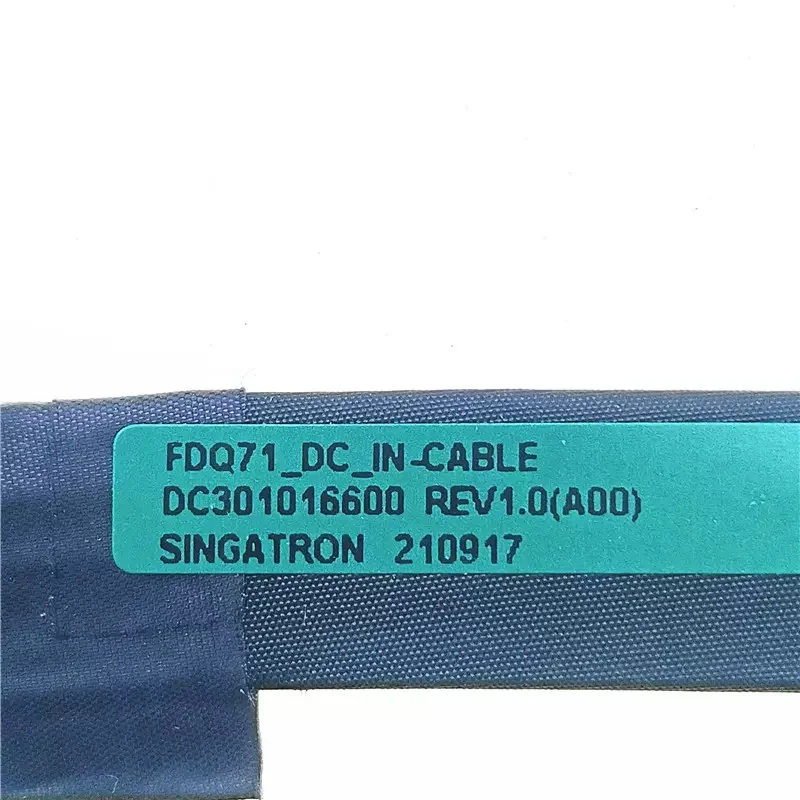 FDQ71_DC_IN-CABLE
DC301016600 REV1.0(A00)
SINGATRON 210917